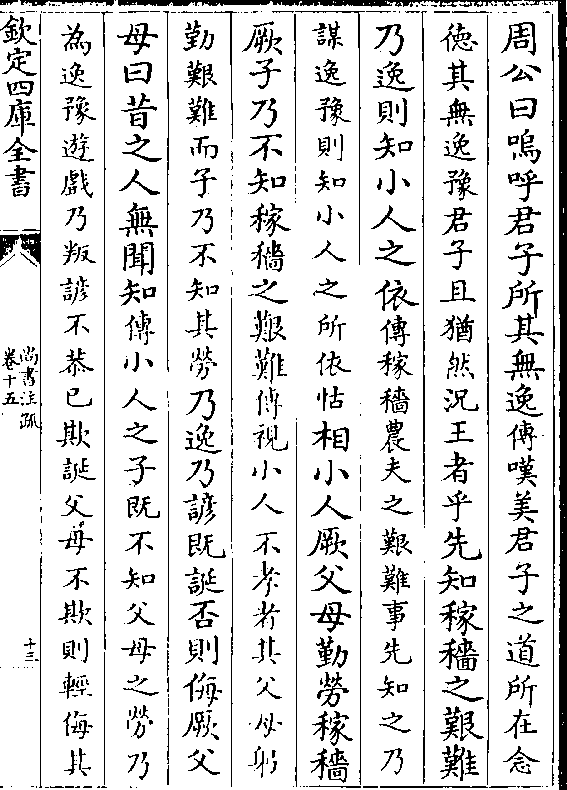 周公曰嗚呼君子所其無逸傳嘆美君子之道所在念
德其無逸豫君子且猶然況王者乎先知稼穡之艱難
乃逸則知小人之依傳稼穡農夫之艱難事先知之乃
謀逸豫則知小人之所依怙相小人厥父母勤勞稼穡
厥子乃不知稼穡之艱難傳視小人不孝者其父母躬
勤艱難而子乃不知其勞乃逸乃諺既誕否則侮厥父
母曰昔之人無聞知傳小人之子既不知父母之勞乃
為逸豫遊戲乃叛諺不恭已欺誕父母不欺則輕侮其
欽定四庫全書
尚書注疏
卷十五
十三